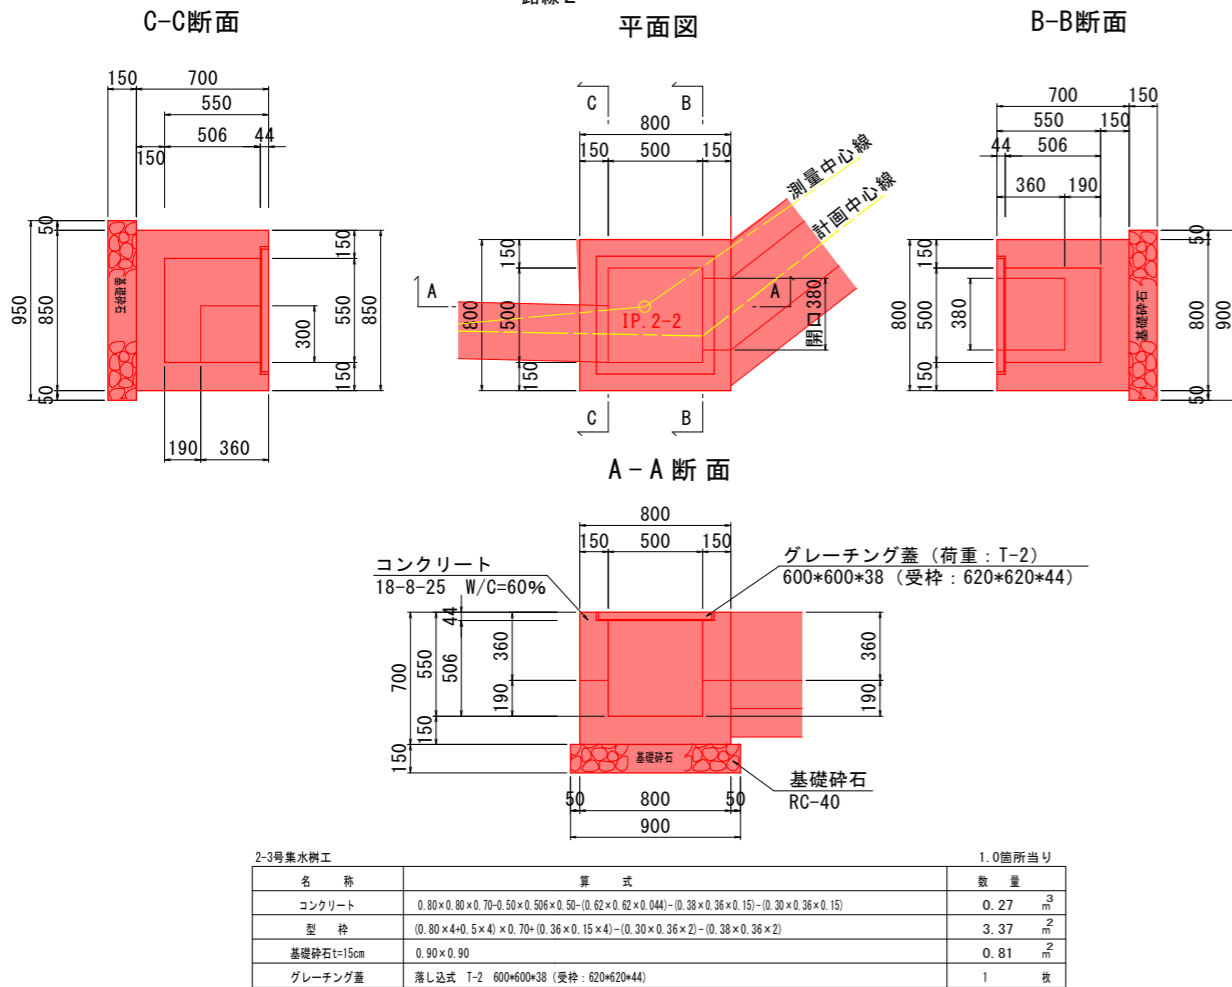 C-C断面
平面図
B-B断面
150
700
550
506
44
150
950
50
850
50
基礎砕石
150
550
150
850
300
190
360
C
B
800
150
500
150
測量中心線
計画中心線
A
A
IP.2-2
800
150
500
150
開口380
C
B
700
150
550
150
44
506
360
190
800
150
500
150
380
基礎砕石
50
800
50
900
A-A断面
800
150
500
150
コンクリート
18-8-25 W/C=60%
グレーチング蓋（荷重：T-2）
600*600*38（受枠：620*620*44）
44
700
550
506
360
190
150
150
360
190
基礎砕石
基礎砕石
RC-40
50
800
50
900
2-3号集水桝工 1.0箇所当り
名 称 算 式 数 量
コンクリート 0.80×0.80×0.70-0.50×0.506×0.50-(0.62×0.62×0.044)-(0.38×0.36×0.15)-(0.30×0.36×0.15) 0.27 m3
型 枠 (0.80×4+0.5×4)×0.70+(0.36×0.15×4)-(0.30×0.36×2)-(0.38×0.36×2) 3.37 m2
基礎砕石t=15cm 0.90×0.90 0.81 m2
グレーチング蓋 落し込式 T-2 600*600*38（受枠：620*620*44） 1 枚